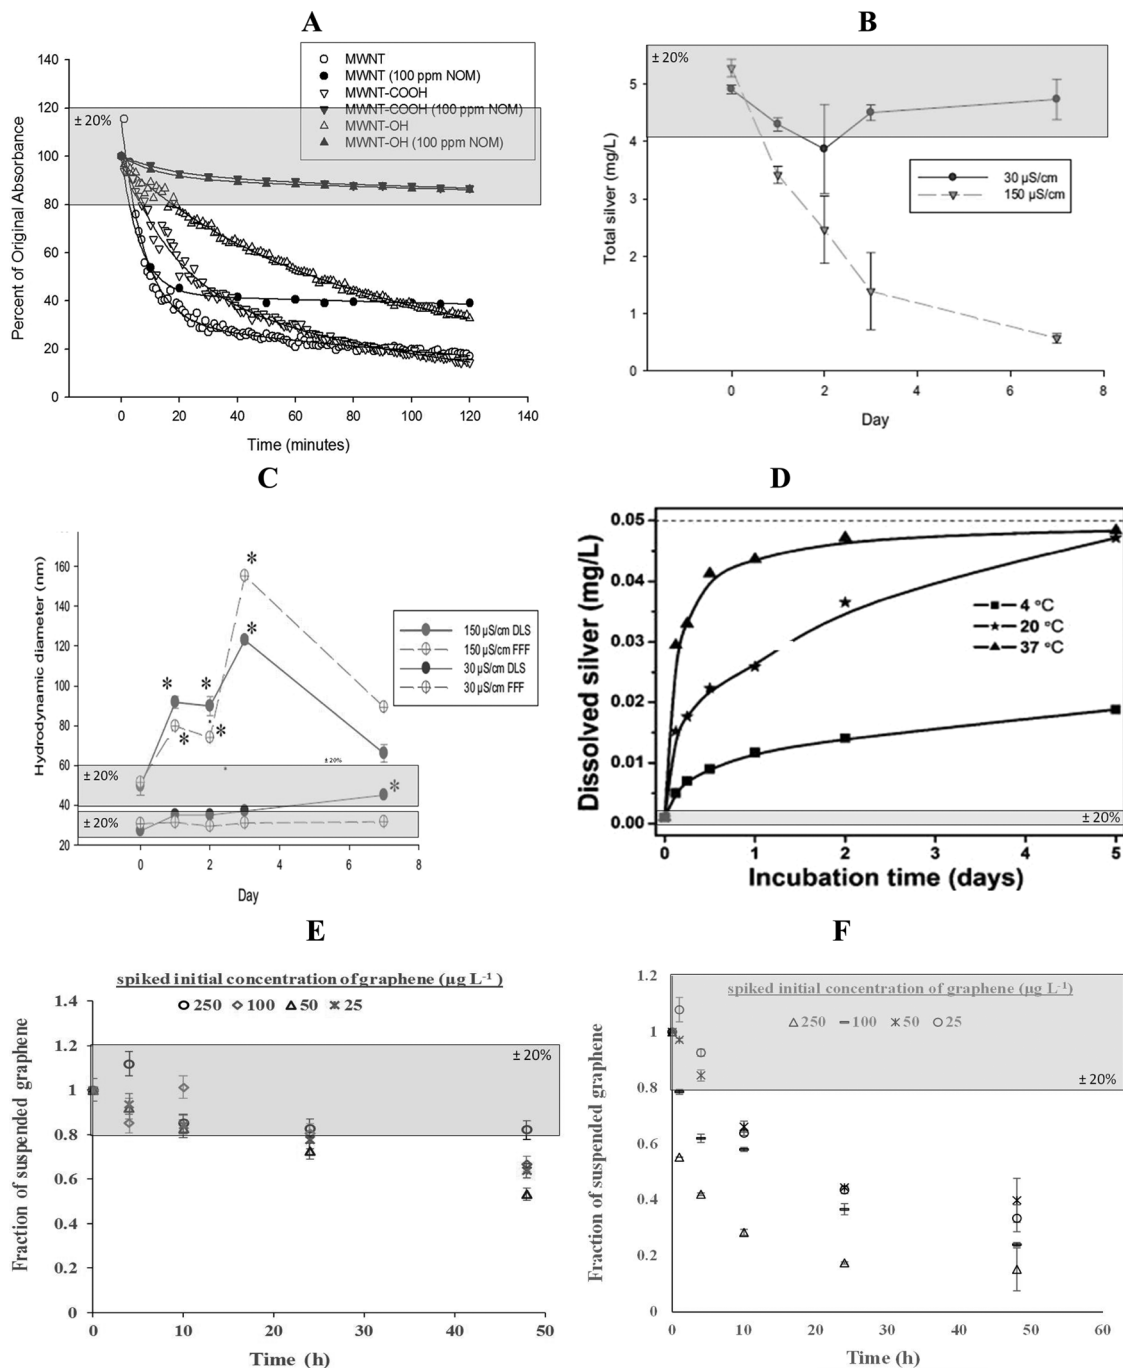 A
MWNT
MWNT (100 ppm NOM)
MWNT-COOH
MWNT-COOH (100 ppm NOM)
MWNT-OH
MWNT-OH (100 ppm NOM)
± 20%
140
120
100
80
60
40
20
0
Percent of Original Absorbance
0 20 40 60 80 100 120 140
Time (minutes)
B
± 20%
5
4
3
2
1
0
Total silver (mg/L)
30 µS/cm
150 µS/cm
0 2 4 6 8
Day
C
160
140
120
100
80
60
40
20
Hydrodynamic diameter (nm)
* * * * * * *
150 µS/cm DLS
150 µS/cm FFF
30 µS/cm DLS
30 µS/cm FFF
± 20%
± 20%
± 20%
0 2 4 6 8
Day
D
0.05
0.04
0.03
0.02
0.01
0.00
Dissolved silver (mg/L)
4 °C
20 °C
37 °C
± 20%
0 1 2 3 4 5
Incubation time (days)
E
spiked initial concentration of graphene (µg L⁻¹ )
250 100 50 25
± 20%
1.4
1.2
1
0.8
0.6
0.4
0.2
0
Fraction of suspended graphene
0 10 20 30 40 50
Time (h)
F
spiked initial concentration of graphene (µg L⁻¹)
250 100 50 25
± 20%
1.2
1
0.8
0.6
0.4
0.2
0
Fraction of suspended graphene
0 10 20 30 40 50 60
Time (h)